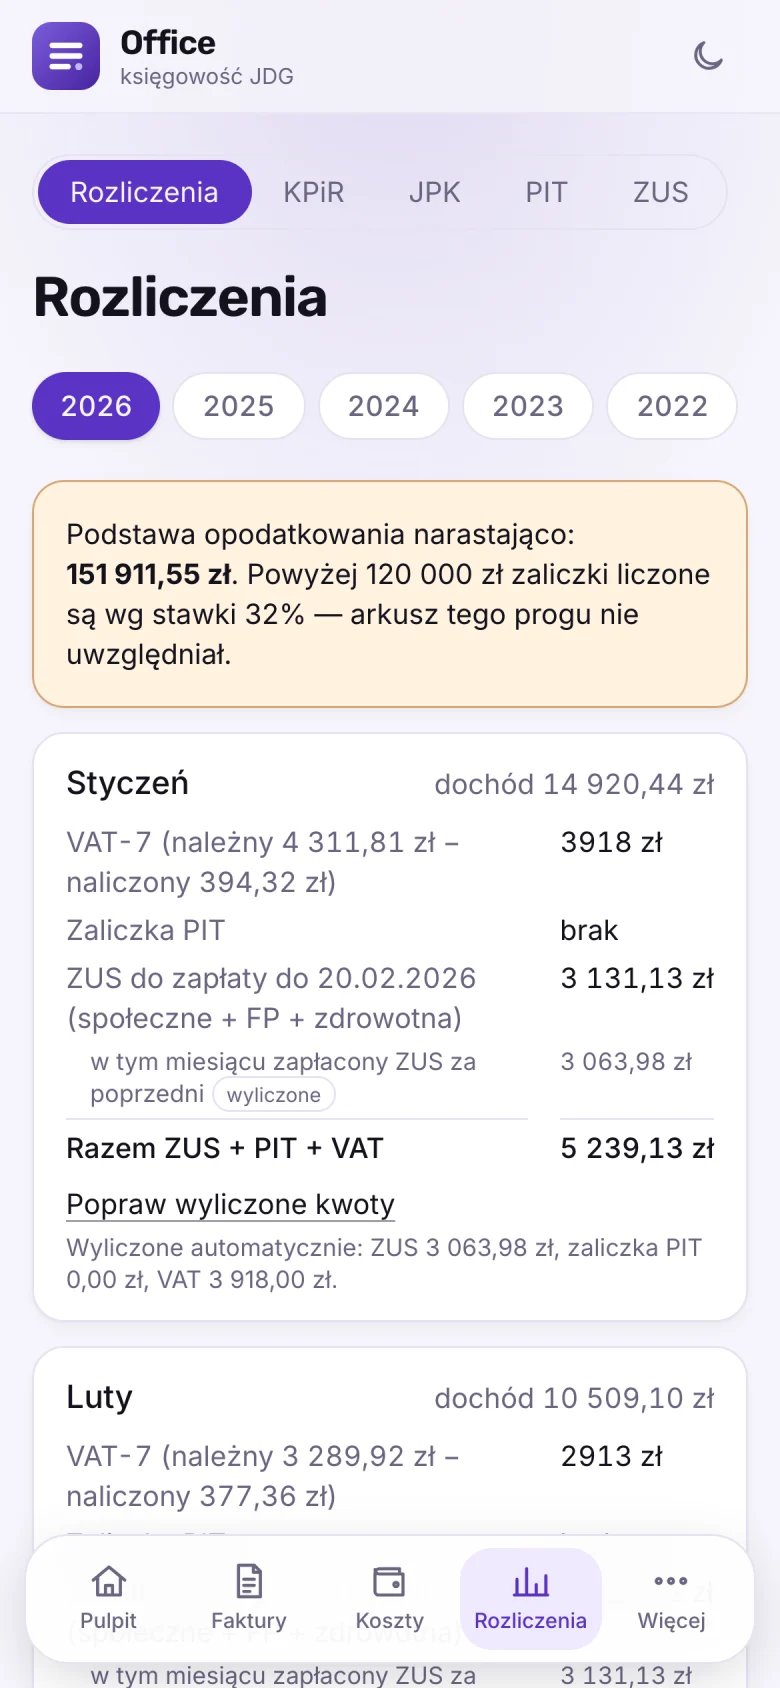 Office
księgowość JDG
Rozliczenia KPiR JPK PIT ZUS
Rozliczenia
2026 2025 2024 2023 2022
Podstawa opodatkowania narastająco:
151 911,55 zł. Powyżej 120 000 zł zaliczki liczone
są wg stawki 32% — arkusz tego progu nie
uwzględniał.
Styczeń dochód 14 920,44 zł
VAT-7 (należny 4 311,81 zł – 3918 zł
naliczony 394,32 zł)
Zaliczka PIT brak
ZUS do zapłaty do 20.02.2026 3 131,13 zł
(społeczne + FP + zdrowotna)
w tym miesiącu zapłacony ZUS za 3 063,98 zł
poprzedni wyliczone
Razem ZUS + PIT + VAT 5 239,13 zł
Popraw wyliczone kwoty
Wyliczone automatycznie: ZUS 3 063,98 zł, zaliczka PIT
0,00 zł, VAT 3 918,00 zł.
Luty dochód 10 509,10 zł
VAT-7 (należny 3 289,92 zł – 2913 zł
naliczony 377,36 zł)
Pulpit Faktury Koszty Rozliczenia Więcej
(społeczne + FP + zdrowotna)
w tym miesiącu zapłacony ZUS za 3 131,13 zł